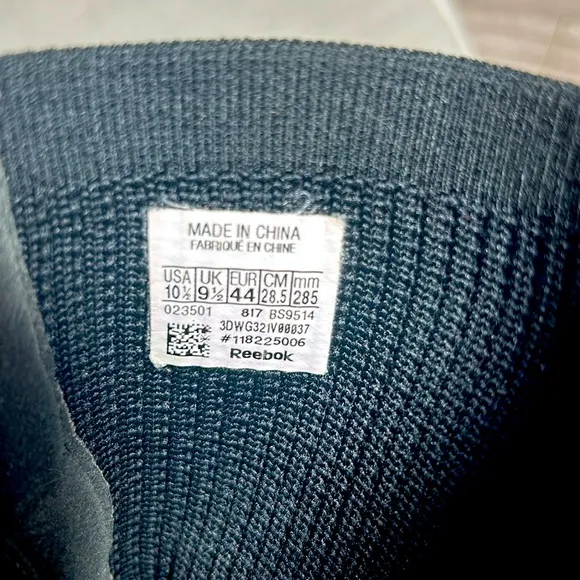 MADE IN CHINA
FABRIQUÉ EN CHINE
USA UK EUR CM mm
10½ 9½ 44 28.5 285
023501 817 BS9514
3DWG321V00037
#118225006
Reebok